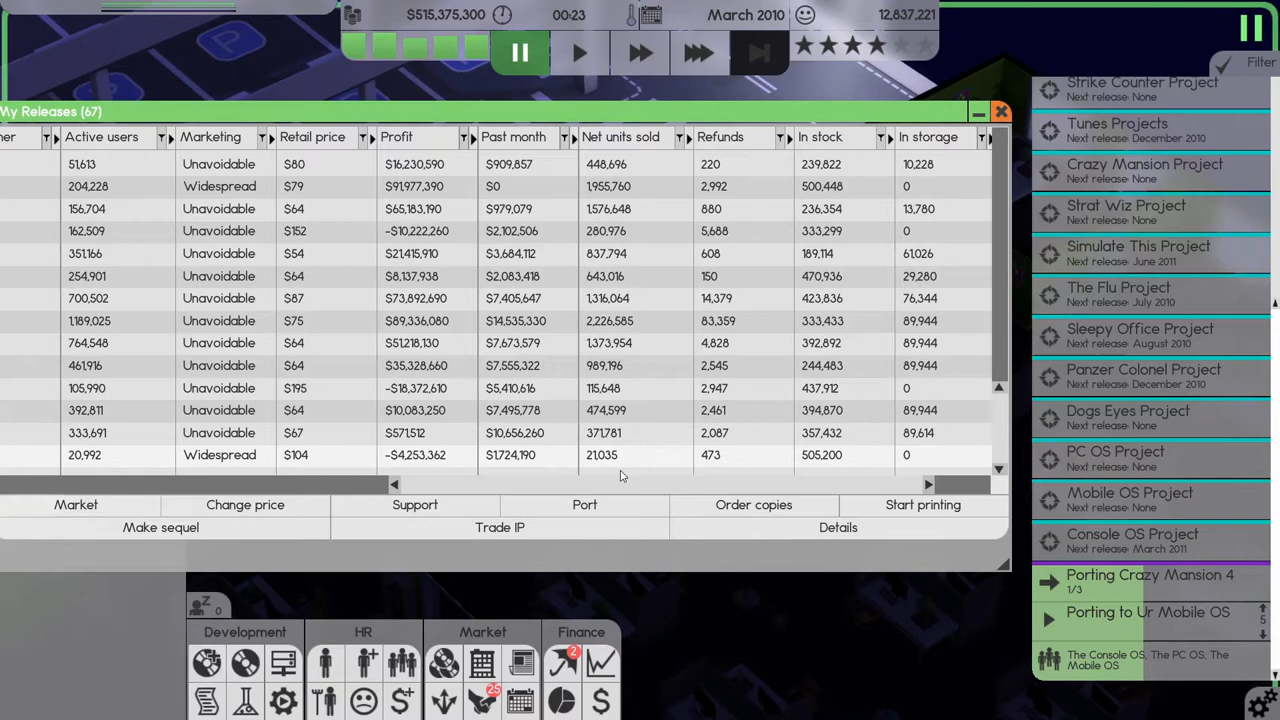 $515,375,300 00:23 March 2010 12,837,221
Filter
My Releases (67)
ner Active users Marketing Retail price Profit Past month Net units sold Refunds In stock In storage
51,613 Unavoidable $80 $16,230,590 $909,857 448,696 220 239,822 10,228
204,228 Widespread $79 $91,977,390 $0 1,955,760 2,992 500,448 0
156,704 Unavoidable $64 $65,183,190 $979,079 1,576,648 880 236,354 13,780
162,509 Unavoidable $152 -$10,222,260 $2,102,506 280,976 5,688 333,299 0
351,166 Unavoidable $54 $21,415,910 $3,684,112 837,794 608 189,114 61,026
254,901 Unavoidable $64 $8,137,938 $2,083,418 643,016 150 470,936 29,280
700,502 Unavoidable $87 $73,892,690 $7,405,647 1,316,064 14,379 423,836 76,344
1,189,025 Unavoidable $75 $89,336,080 $14,535,330 2,226,585 83,359 333,433 89,944
764,548 Unavoidable $64 $51,218,130 $7,673,579 1,373,954 4,828 392,892 89,944
461,916 Unavoidable $64 $35,328,660 $7,555,322 989,196 2,545 244,483 89,944
105,990 Unavoidable $195 -$18,372,610 $5,410,616 115,648 2,947 437,912 0
392,811 Unavoidable $64 $10,083,250 $7,495,778 474,599 2,461 394,870 89,944
333,691 Unavoidable $67 $571,512 $10,656,260 371,781 2,087 357,432 89,614
20,992 Widespread $104 -$4,253,362 $1,724,190 21,035 473 505,200 0
Market Change price Support Port Order copies Start printing
Make sequel Trade IP Details
Strike Counter Project
Next release: None
Tunes Projects
Next release: December 2010
Crazy Mansion Project
Next release: None
Strat Wiz Project
Next release: None
Simulate This Project
Next release: June 2011
The Flu Project
Next release: July 2010
Sleepy Office Project
Next release: August 2010
Panzer Colonel Project
Next release: December 2010
Dogs Eyes Project
Next release: None
PC OS Project
Next release: None
Mobile OS Project
Next release: None
Console OS Project
Next release: March 2011
Porting Crazy Mansion 4
1/3
Porting to Ur Mobile OS
5
The Console OS, The PC OS, The
Mobile OS
Z 0
Development HR Market Finance
2
25